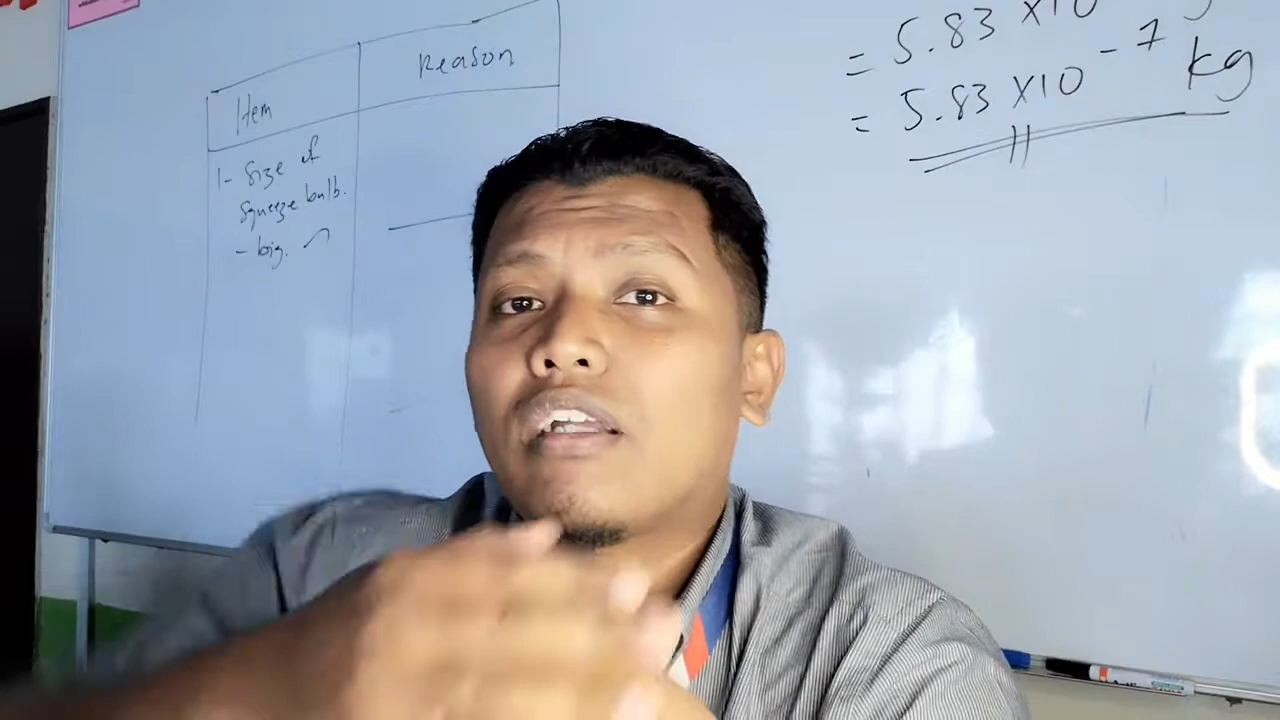 Item
Reason
1- Size of
squeeze bulb.
- big.
= 5.83 x10
= 5.83 x10 -7 kg